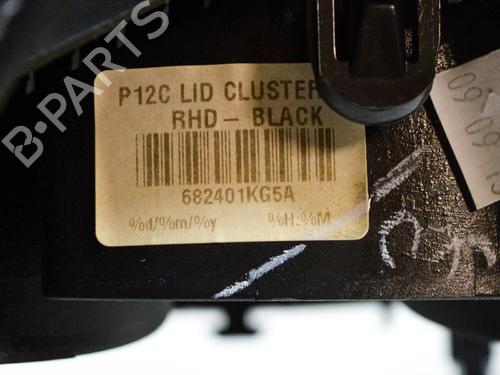 B-PARTS
P12C LID CLUSTER
RHD - BLACK
682401KG5A
%d/%m/%y %H:%M